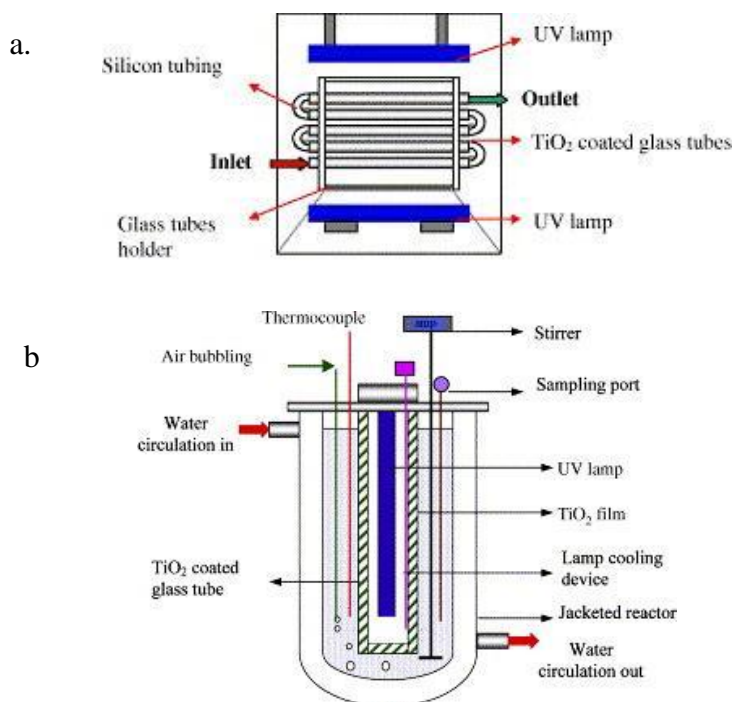 a.
UV lamp
Silicon tubing
Outlet
TiO₂ coated glass tubes
Inlet
Glass tubes
holder
UV lamp
b
Thermocouple
Stirrer
Air bubbling
Sampling port
Water
circulation in
UV lamp
TiO₂ film
TiO₂ coated
glass tube
Lamp cooling
device
Jacketed reactor
Water
circulation out